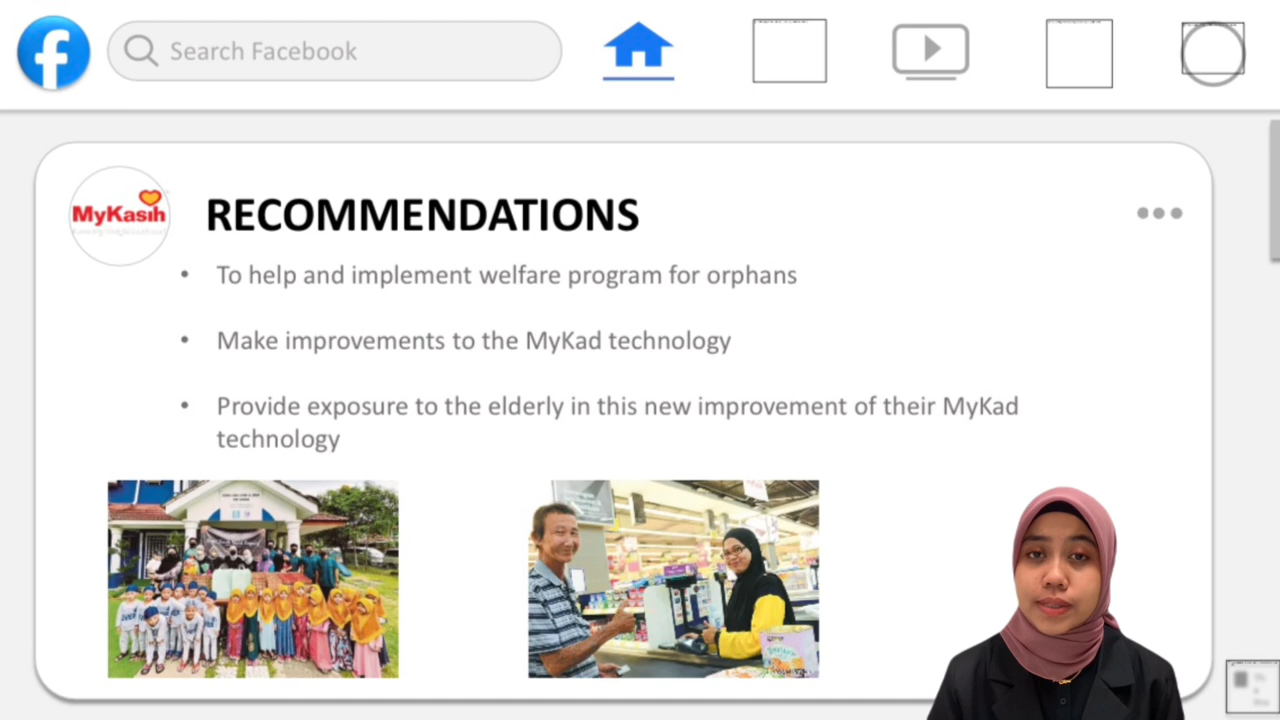 Search Facebook
MyKasih
RECOMMENDATIONS
• To help and implement welfare program for orphans
• Make improvements to the MyKad technology
• Provide exposure to the elderly in this new improvement of their MyKad
technology